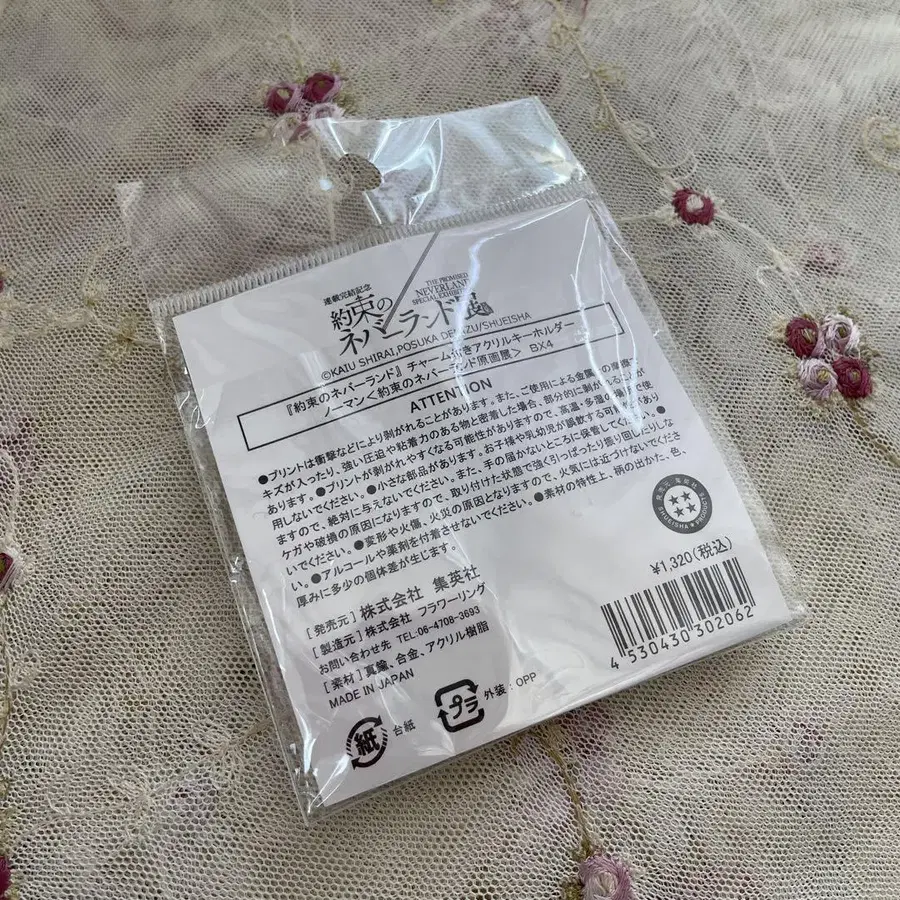 連載完結記念
約束の
ネバーランド展
THE PROMISED
NEVERLAND
SPECIAL EXHIBITION
©KAIU SHIRAI,POSUKA DEMIZU/SHUEISHA
『約束のネバーランド』チャーム付きアクリルキーホルダー
ノーマン<約束のネバーランド原画展> BX4
ATTENTION
●プリントは衝撃などにより剥がれることがあります。また、ご使用による金属との摩擦で
キズが入ったり、強い圧迫や粘着力のある物と密着した場合、部分的に剥がれることが
あります。●プリントが剥がれやすくなる可能性がありますので、高温・多湿の場所で使
用しないでください。●小さな部品があります。お子様や乳幼児が誤飲する可能性があり
ますので、絶対に与えないでください。また、手の届かないところに保管してください。●
ケガや破損の原因になりますので、取り付けた状態で強く引っぱったり振り回したりしな
いでください。●変形や火傷、火災の原因となりますので、火気には近づけないでください。
●アルコールや薬剤を付着させないでください。●素材の特性上、柄の出かた、色、
厚みに多少の個体差が生じます。
発売元 集英社
SHUEISHA PRODUCTS
¥1,320(税込)
[発売元] 株式会社 集英社
[製造元] 株式会社 フラワーリング
お問い合わせ先 TEL-06-4708-3693
[素材] 真鍮、合金、アクリル樹脂
MADE IN JAPAN
4 530430 302062
紙 台紙
プラ 外装:OPP